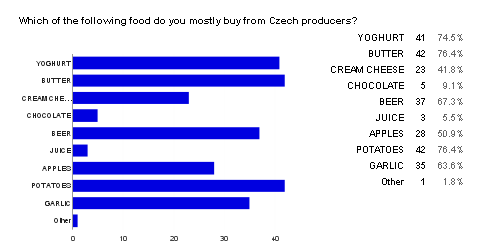 Which of the following food do you mostly buy from Czech producers?
YOGHURT
BUTTER
CREAM CHE...
CHOCOLATE
BEER
JUICE
APPLES
POTATOES
GARLIC
Other
0 10 20 30 40
YOGHURT 41 74.5%
BUTTER 42 76.4%
CREAM CHEESE 23 41.8%
CHOCOLATE 5 9.1%
BEER 37 67.3%
JUICE 3 5.5%
APPLES 28 50.9%
POTATOES 42 76.4%
GARLIC 35 63.6%
Other 1 1.8%